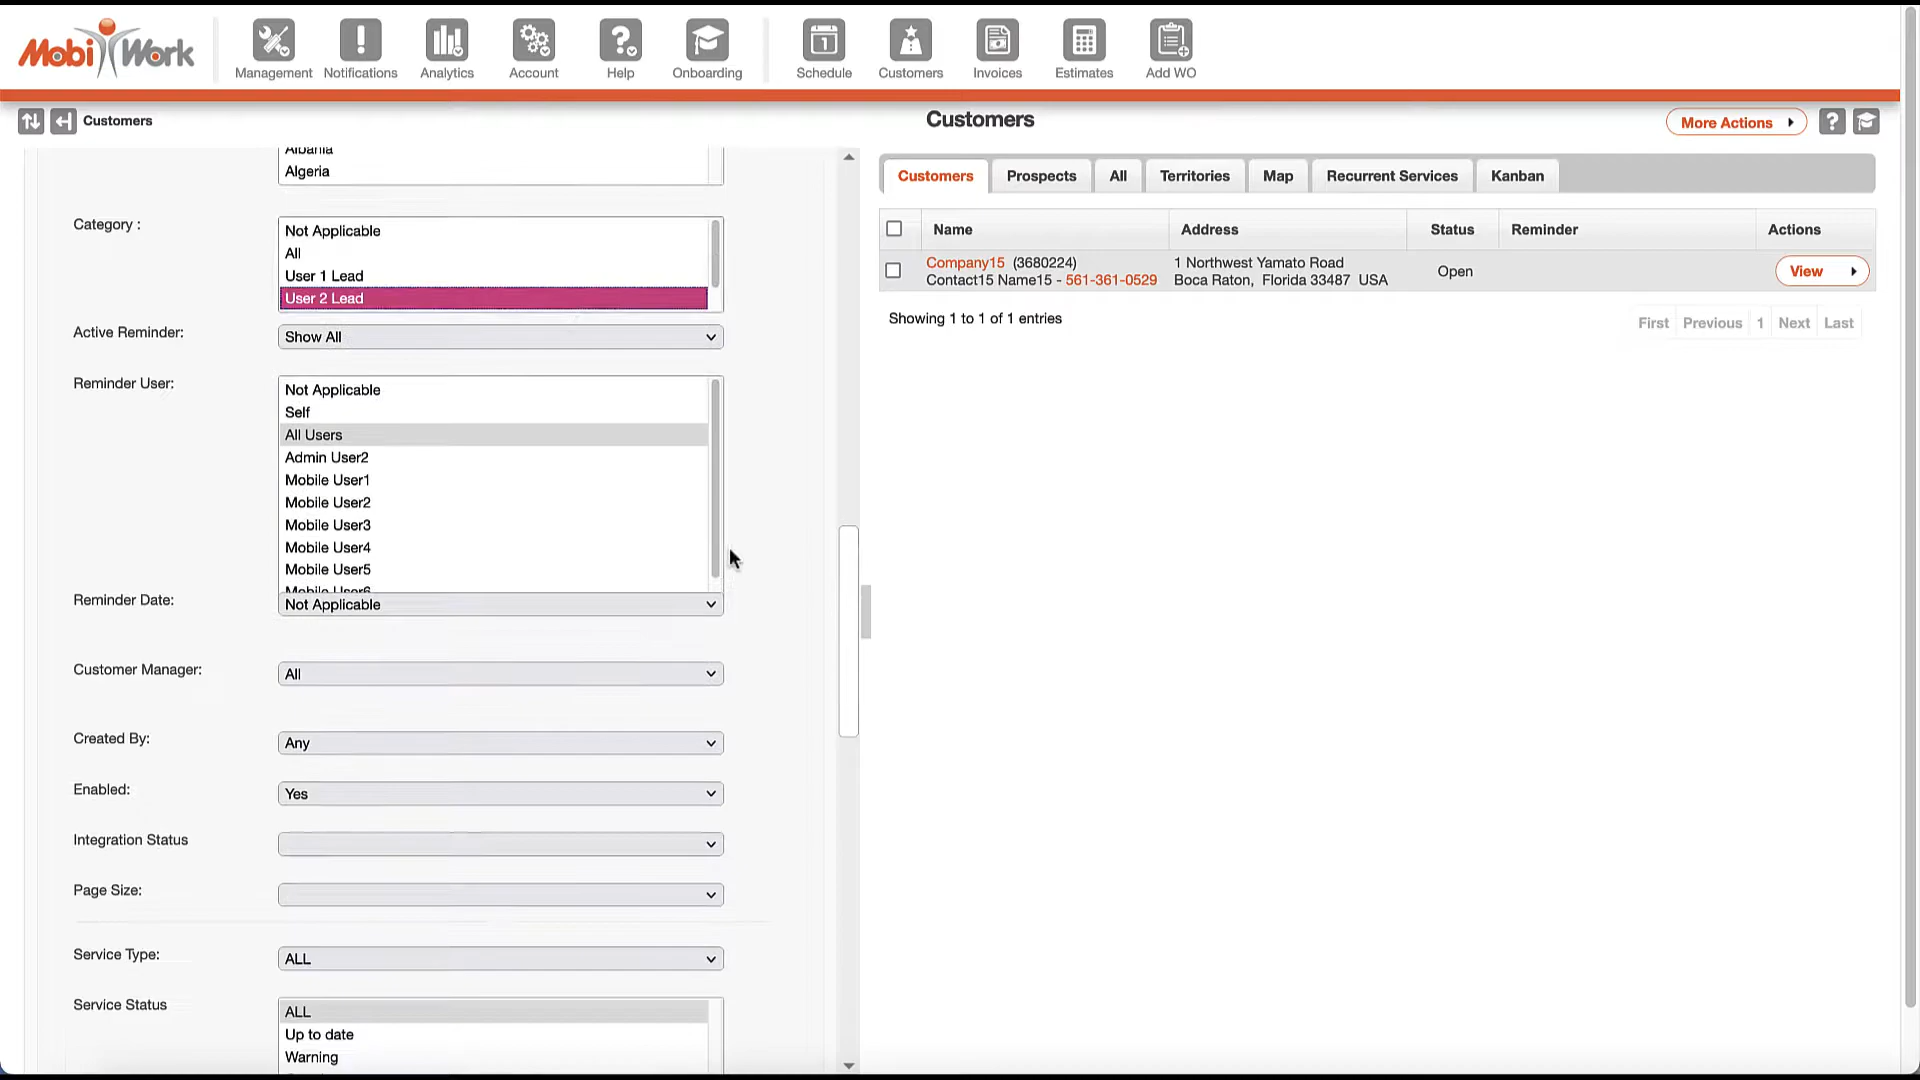 Mobi Work
Management
Notifications
Analytics
Account
Help
Onboarding
Schedule
Customers
Invoices
Estimates
Add WO
Customers
Customers
More Actions
Albania
Algeria
Category :
Not Applicable
All
User 1 Lead
User 2 Lead
Active Reminder:
Show All
Reminder User:
Not Applicable
Self
All Users
Admin User2
Mobile User1
Mobile User2
Mobile User3
Mobile User4
Mobile User5
Mobile User6
Reminder Date:
Not Applicable
Customer Manager:
All
Created By:
Any
Enabled:
Yes
Integration Status
Page Size:
Service Type:
ALL
Service Status
ALL
Up to date
Warning
Customers
Prospects
All
Territories
Map
Recurrent Services
Kanban
Name
Address
Status
Reminder
Actions
Company15 (3680224)
Contact15 Name15 - 561-361-0529
1 Northwest Yamato Road
Boca Raton, Florida 33487 USA
Open
View
Showing 1 to 1 of 1 entries
First
Previous
1
Next
Last